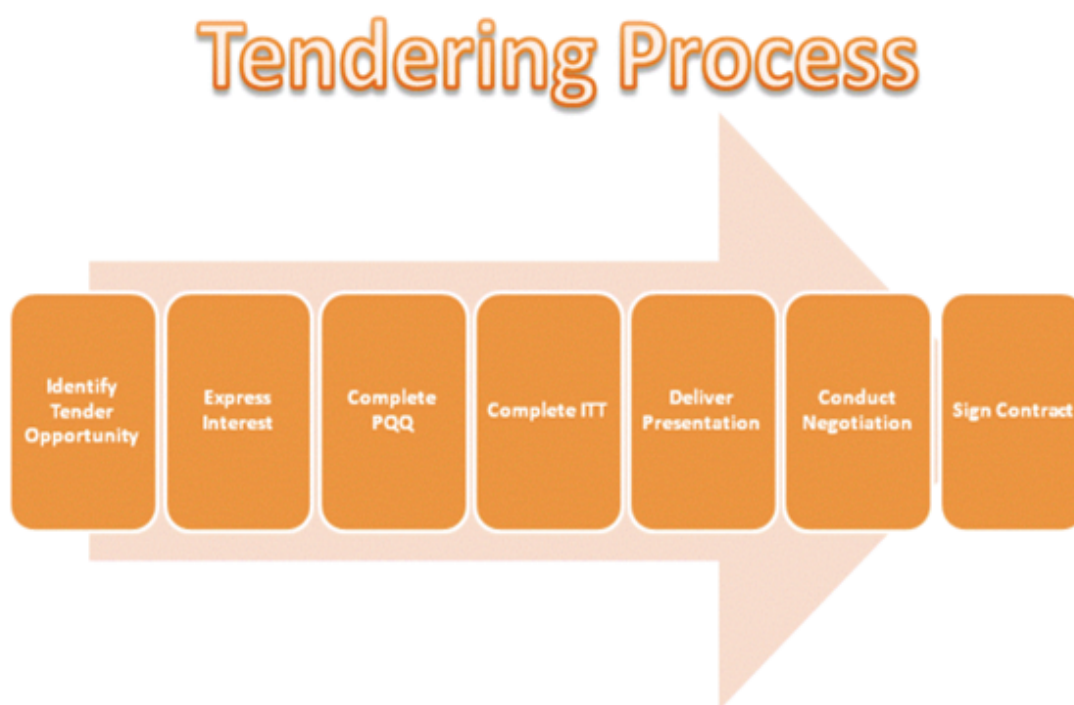 Tendering Process
Identify
Tender
Opportunity
Express
Interest
Complete
PQQ
Complete ITT
Deliver
Presentation
Conduct
Negotiation
Sign Contract